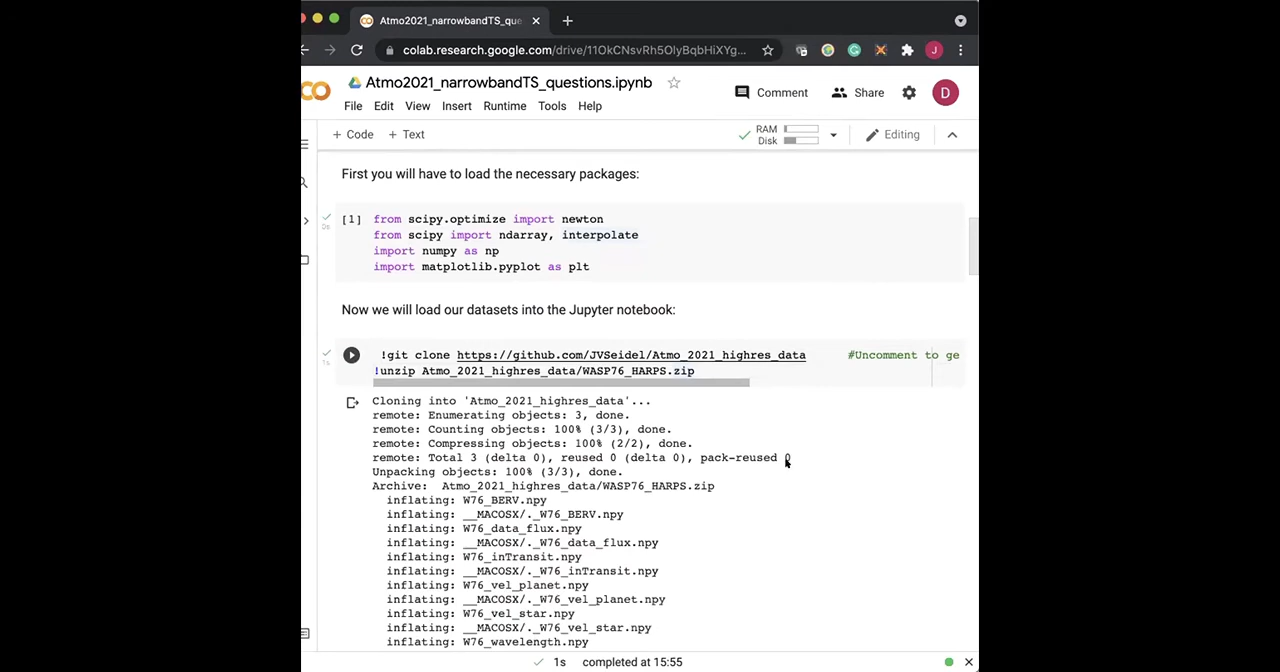 Atmo2021_narrowbandTS_que
colab.research.google.com/drive/11OkCNsvRh5OlyBqbHiXYg...
J
Atmo2021_narrowbandTS_questions.ipynb
Comment
Share
D
File Edit View Insert Runtime Tools Help
+ Code + Text
RAM
Disk
Editing
First you will have to load the necessary packages:
[1] from scipy.optimize import newton
0s
from scipy import ndarray, interpolate
import numpy as np
import matplotlib.pyplot as plt
Now we will load our datasets into the Jupyter notebook:
!git clone https://github.com/JVSeidel/Atmo_2021_highres_data #Uncomment to ge
1s
!unzip Atmo_2021_highres_data/WASP76_HARPS.zip
Cloning into 'Atmo_2021_highres_data'...
remote: Enumerating objects: 3, done.
remote: Counting objects: 100% (3/3), done.
remote: Compressing objects: 100% (2/2), done.
remote: Total 3 (delta 0), reused 0 (delta 0), pack-reused 0
Unpacking objects: 100% (3/3), done.
Archive: Atmo_2021_highres_data/WASP76_HARPS.zip
inflating: W76_BERV.npy
inflating: __MACOSX/._W76_BERV.npy
inflating: W76_data_flux.npy
inflating: __MACOSX/._W76_data_flux.npy
inflating: W76_inTransit.npy
inflating: __MACOSX/._W76_inTransit.npy
inflating: W76_vel_planet.npy
inflating: __MACOSX/._W76_vel_planet.npy
inflating: W76_vel_star.npy
inflating: __MACOSX/._W76_vel_star.npy
inflating: W76_wavelength.npy
1s completed at 15:55